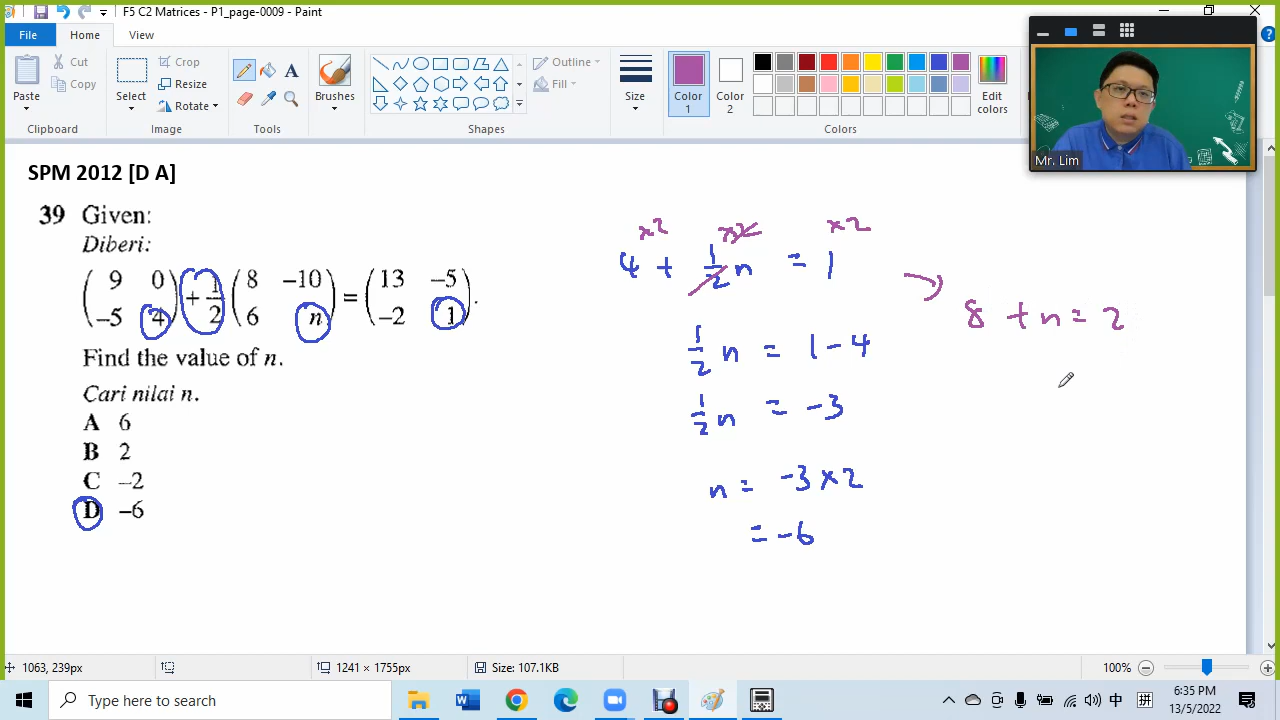 F5 C2 Matrices - P1_page-0009 - Paint
File Home View
Paste Cut Copy Clipboard
Select Crop Resize Rotate Image
A Tools
Brushes
Shapes
Outline Fill
Size
Color 1 Color 2 Edit colors Colors
Mr. Lim
SPM 2012 [D A]
39 Given:
Diberi:
(9 0 / -5 4) + 1/2 (8 -10 / 6 n) = (13 -5 / -2 1).
Find the value of n.
Cari nilai n.
A 6
B 2
C -2
D -6
x2 x2 x2
4 + 1/2 n = 1
1/2 n = 1 - 4
1/2 n = -3
n = -3 x 2
= -6
8 + n = 2
1063, 239px 1241 × 1755px Size: 107.1KB 100%
Type here to search
中 拼 6:35 PM
13/5/2022